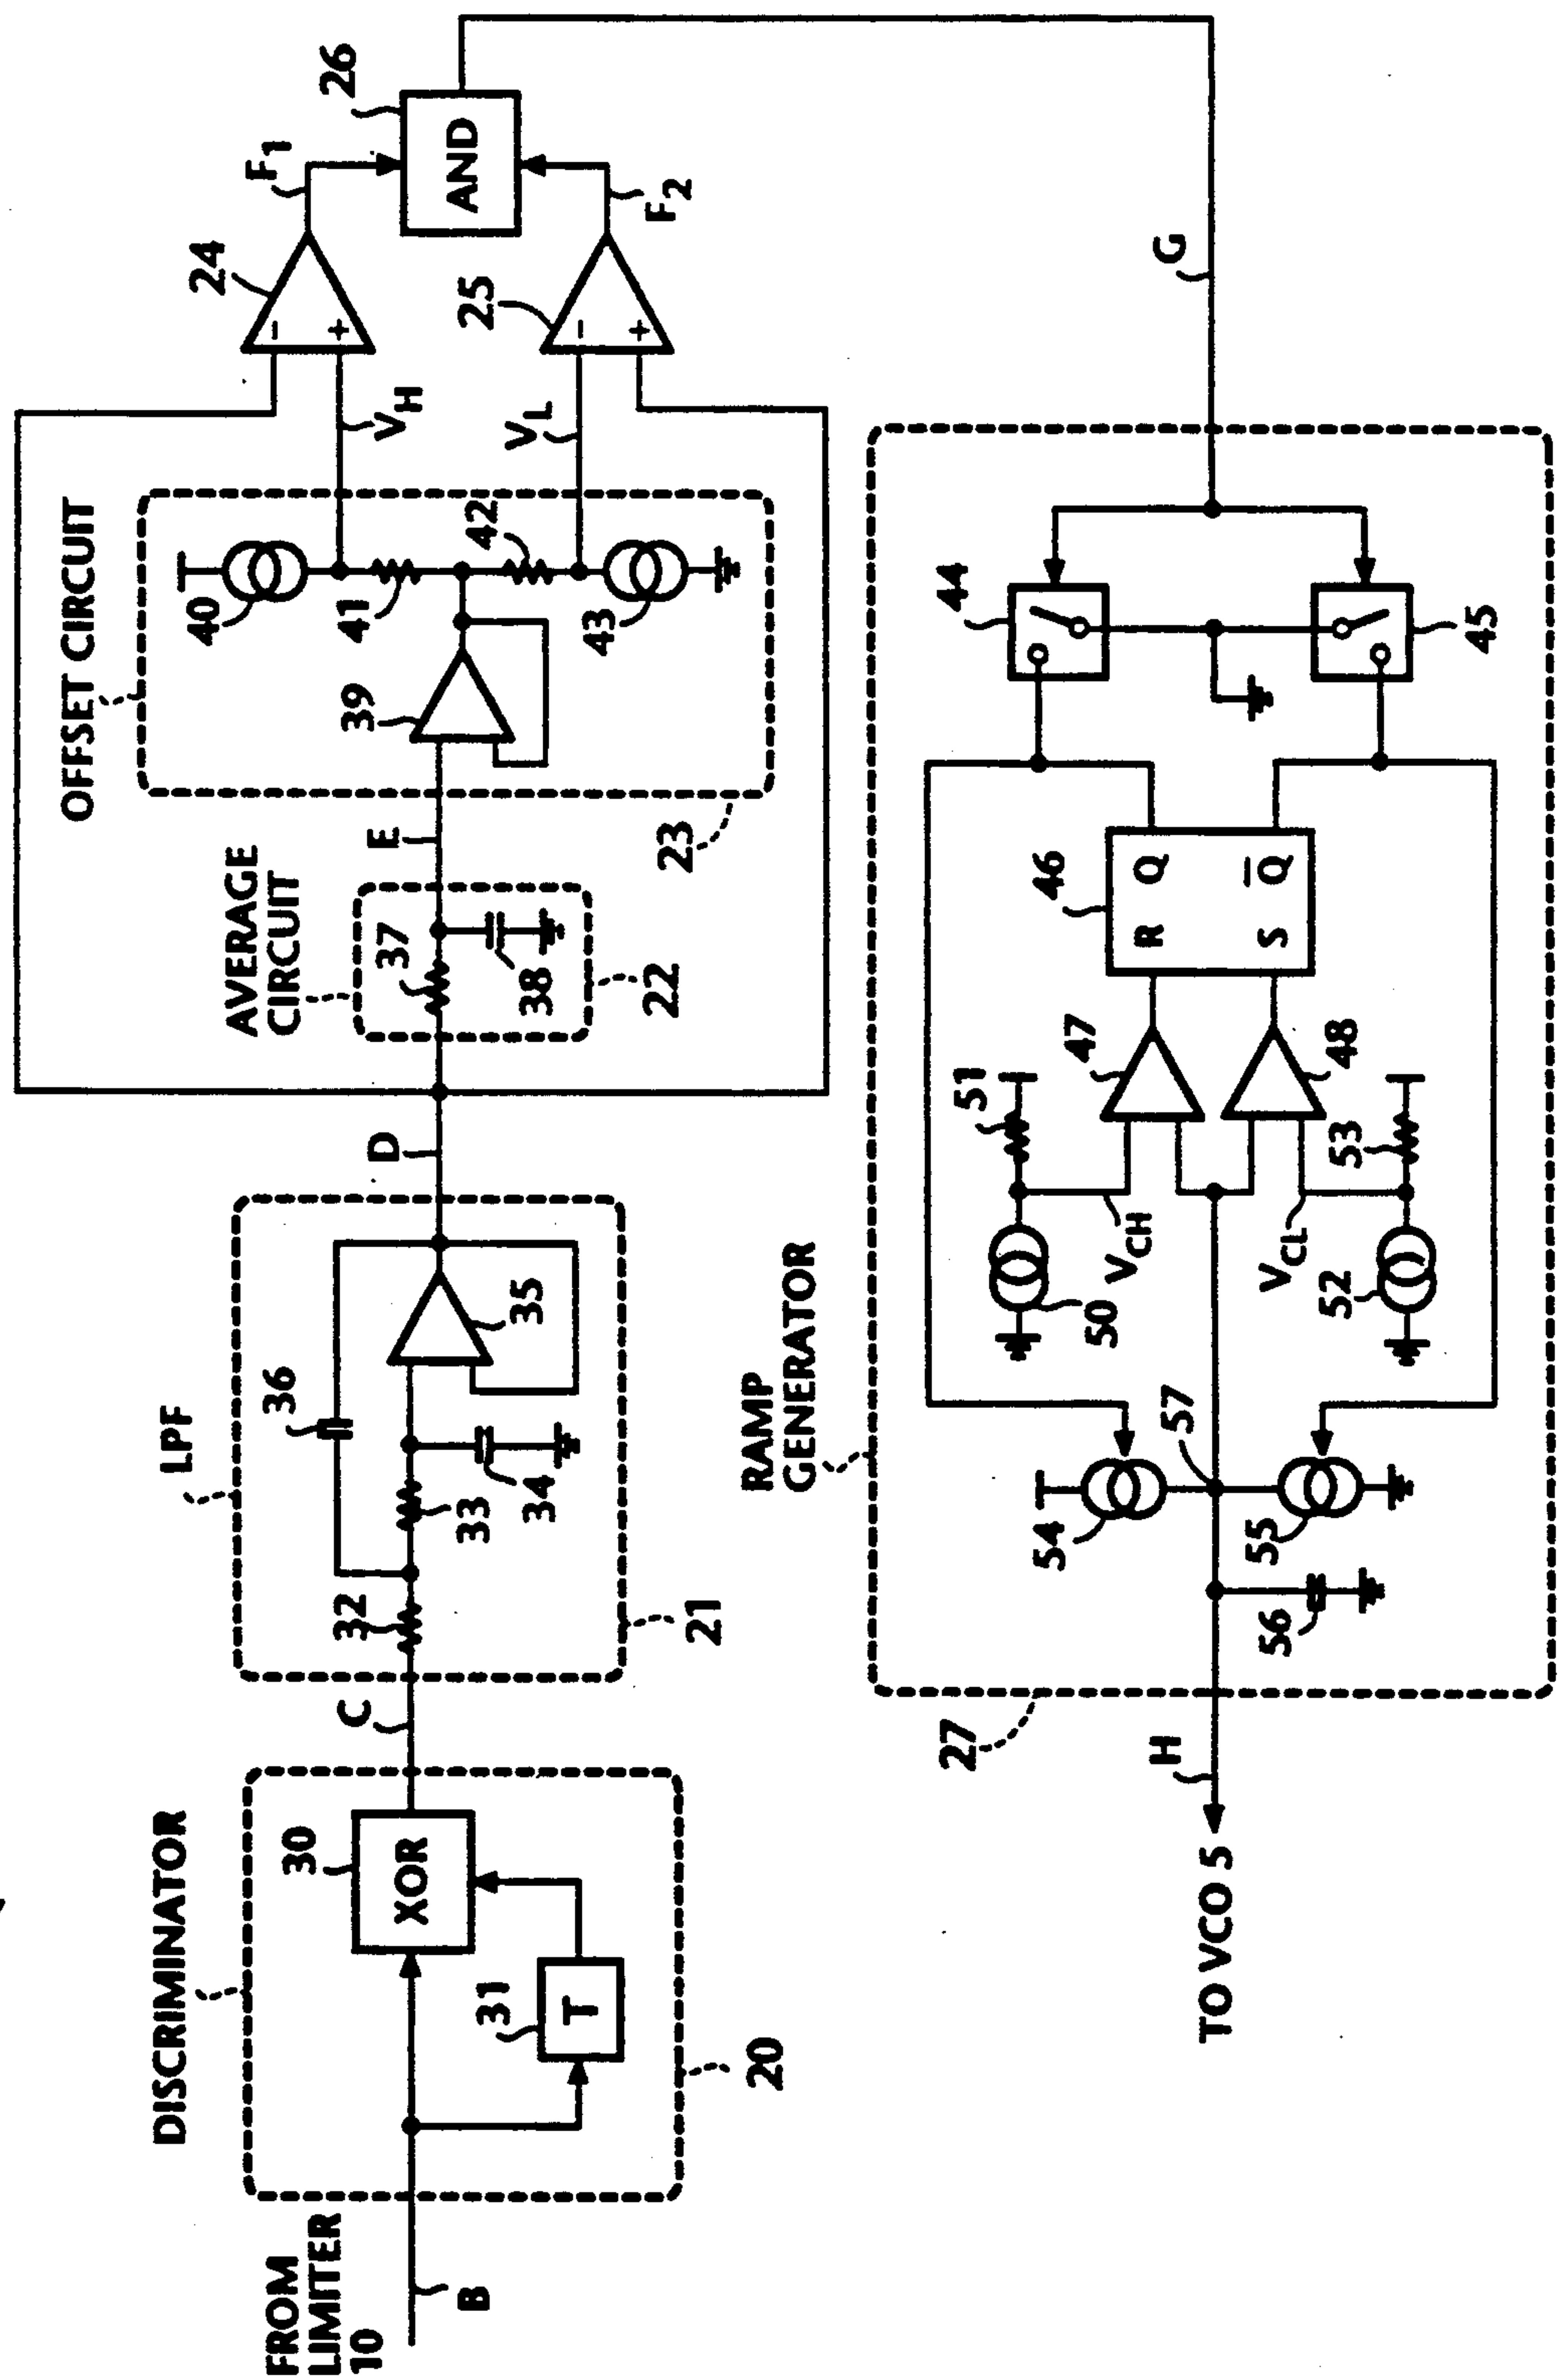 FROM
LIMITER
10
B
DISCRIMINATOR
XOR
30
T
31
20
C
LPF
32
33
34
35
36
21
D
AVERAGE
CIRCUIT
37
38
22
E
OFFSET CIRCUIT
39
40
41
42
43
23
VH
VL
24
-
+
25
-
+
F1
F2
AND
26
G
RAMP
GENERATOR
44
45
46
R Q
S Q̅
47
48
50
51
VCH
VCL
52
53
54
55
56
57
27
H
TO VCO 5